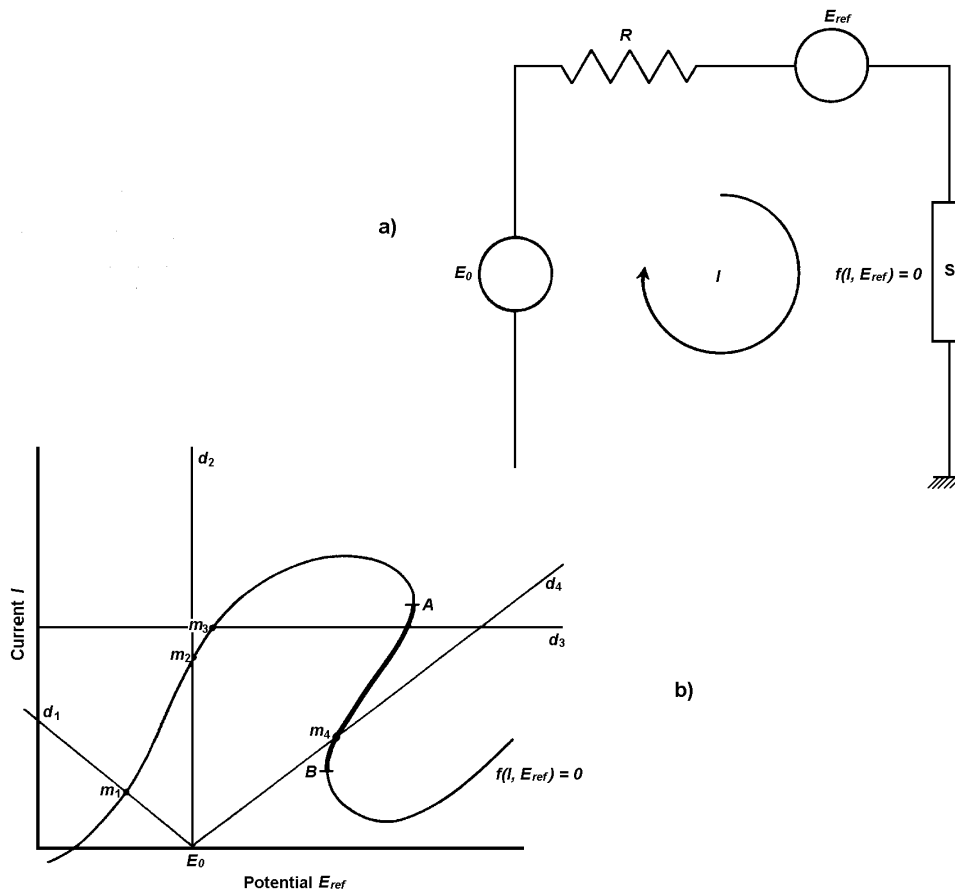 E_ref
R
a)
E_0
I
f(I, E_ref) = 0
S
d_2
d_4
A
m_3
d_3
Current I
m_2
b)
d_1
m_4
B
f(I, E_ref) = 0
m_1
E_0
Potential E_ref